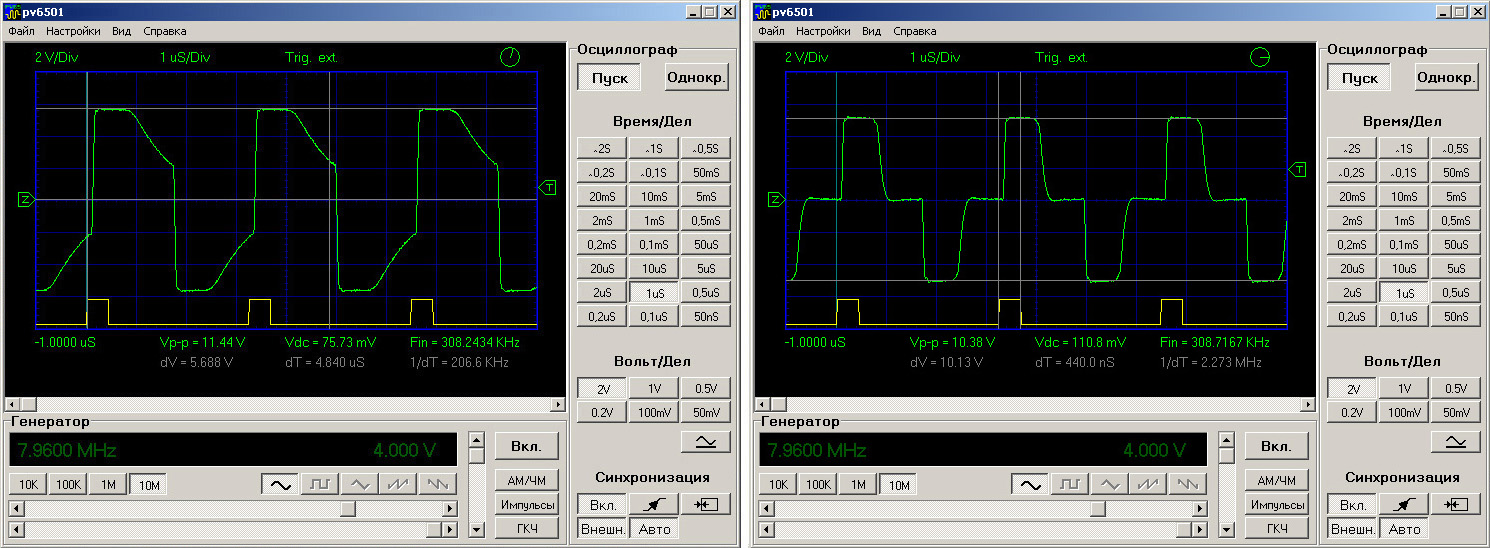 pv6501
Файл Настройки Вид Справка
2 V/Div 1 uS/Div Trig. ext.
Z
T
-1.0000 uS Vp-p = 11.44 V Vdc = 75.73 mV Fin = 308.2434 KHz
dV = 5.688 V dT = 4.840 uS 1/dT = 206.6 KHz
Осциллограф
Пуск Однокр.
Время/Дел
^2S ^1S ^0,5S
^0,2S ^0,1S 50mS
20mS 10mS 5mS
2mS 1mS 0,5mS
0,2mS 0,1mS 50uS
20uS 10uS 5uS
2uS 1uS 0,5uS
0,2uS 0,1uS 50nS
Вольт/Дел
2V 1V 0.5V
0.2V 100mV 50mV
Генератор
7.9600 MHz 4.000 V
10K 100K 1M 10M
Вкл.
АМ/ЧМ
Импульсы
ГКЧ
Синхронизация
Вкл.
Внешн. Авто
pv6501
Файл Настройки Вид Справка
2 V/Div 1 uS/Div Trig. ext.
Z
T
-1.0000 uS Vp-p = 10.38 V Vdc = 110.8 mV Fin = 308.7167 KHz
dV = 10.13 V dT = 440.0 nS 1/dT = 2.273 MHz
Осциллограф
Пуск Однокр.
Время/Дел
^2S ^1S ^0,5S
^0,2S ^0,1S 50mS
20mS 10mS 5mS
2mS 1mS 0,5mS
0,2mS 0,1mS 50uS
20uS 10uS 5uS
2uS 1uS 0,5uS
0,2uS 0,1uS 50nS
Вольт/Дел
2V 1V 0.5V
0.2V 100mV 50mV
Генератор
7.9600 MHz 4.000 V
10K 100K 1M 10M
Вкл.
АМ/ЧМ
Импульсы
ГКЧ
Синхронизация
Вкл.
Внешн. Авто